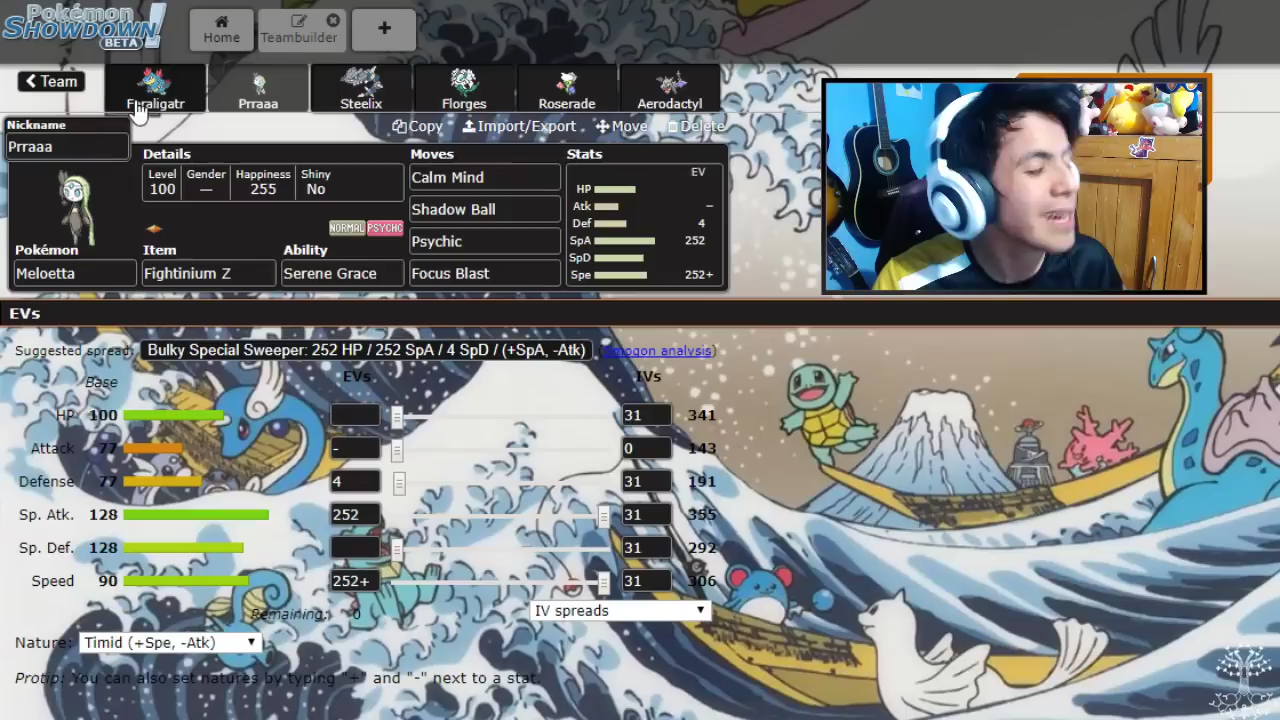 Pokémon
SHOWDOWN!
BETA
Home
Teambuilder
+
Team
Feraligatr
Prraaa
Steelix
Florges
Roserade
Aerodactyl
Copy
Import/Export
Move
Delete
Nickname
Prraaa
Details
Level
100
Gender
—
Happiness
255
Shiny
No
NORMAL
PSYCHC
Pokémon
Meloetta
Item
Fightinium Z
Ability
Serene Grace
Moves
Calm Mind
Shadow Ball
Psychic
Focus Blast
Stats
EV
HP
Atk –
Def 4
SpA 252
SpD
Spe 252+
EVs
Suggested spread: Bulky Special Sweeper: 252 HP / 252 SpA / 4 SpD / (+SpA, -Atk) (Smogon analysis)
Base EVs IVs
HP 100 31 341
Attack 77 - 0 143
Defense 77 4 31 191
Sp. Atk. 128 252 31 355
Sp. Def. 128 31 292
Speed 90 252+ 31 306
Remaining: 0
IV spreads
Nature: Timid (+Spe, -Atk)
Protip: You can also set natures by typing "+" and "-" next to a stat.